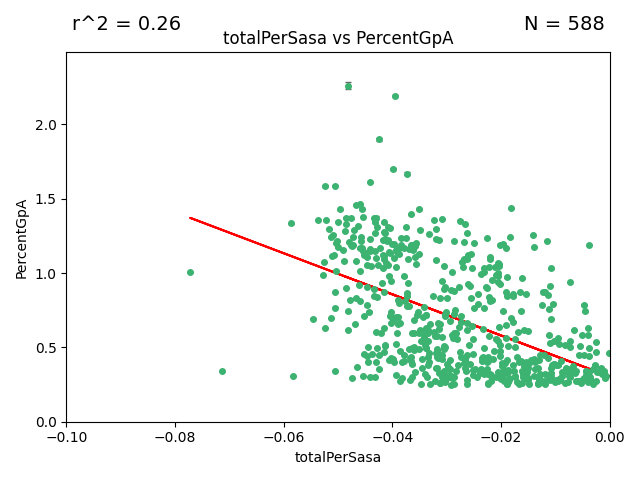 r^2 = 0.26
N = 588
totalPerSasa vs PercentGpA
PercentGpA
2.0
1.5
1.0
0.5
0.0
−0.10
−0.08
−0.06
−0.04
−0.02
0.00
totalPerSasa